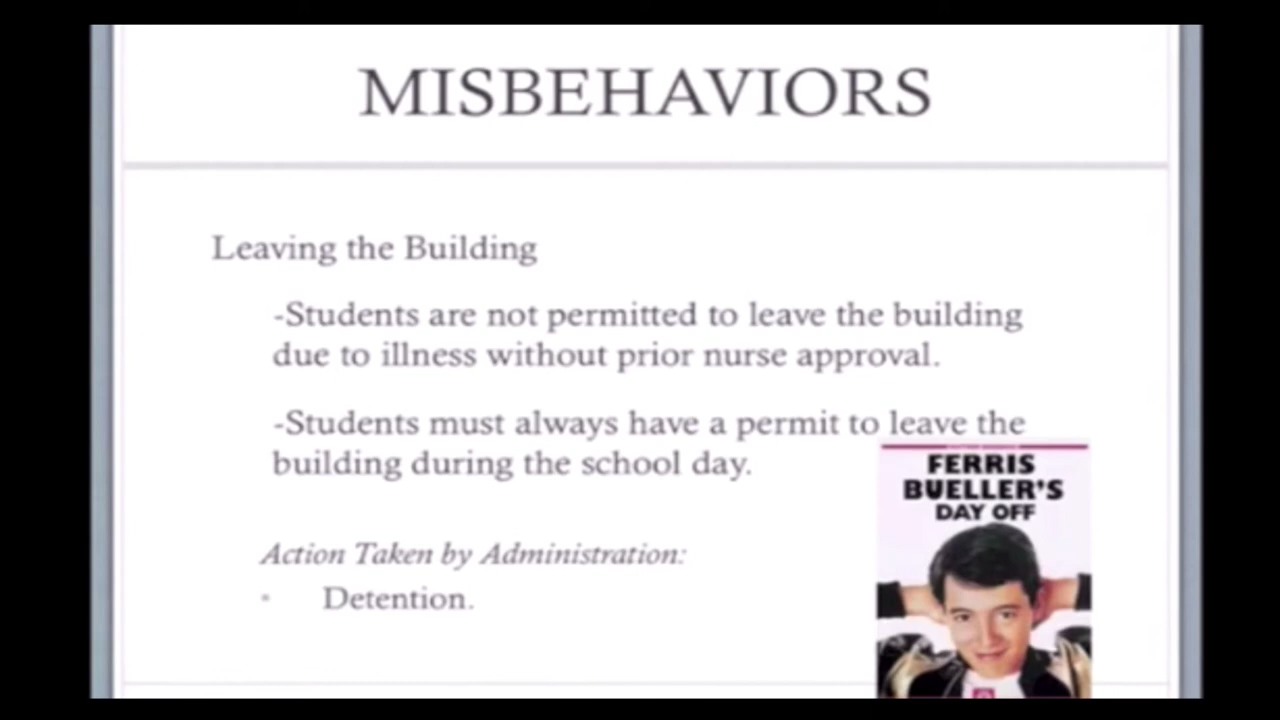 MISBEHAVIORS
Leaving the Building
-Students are not permitted to leave the building
due to illness without prior nurse approval.
-Students must always have a permit to leave the
building during the school day.
FERRIS
BUELLER'S
DAY OFF
Action Taken by Administration:
• Detention.